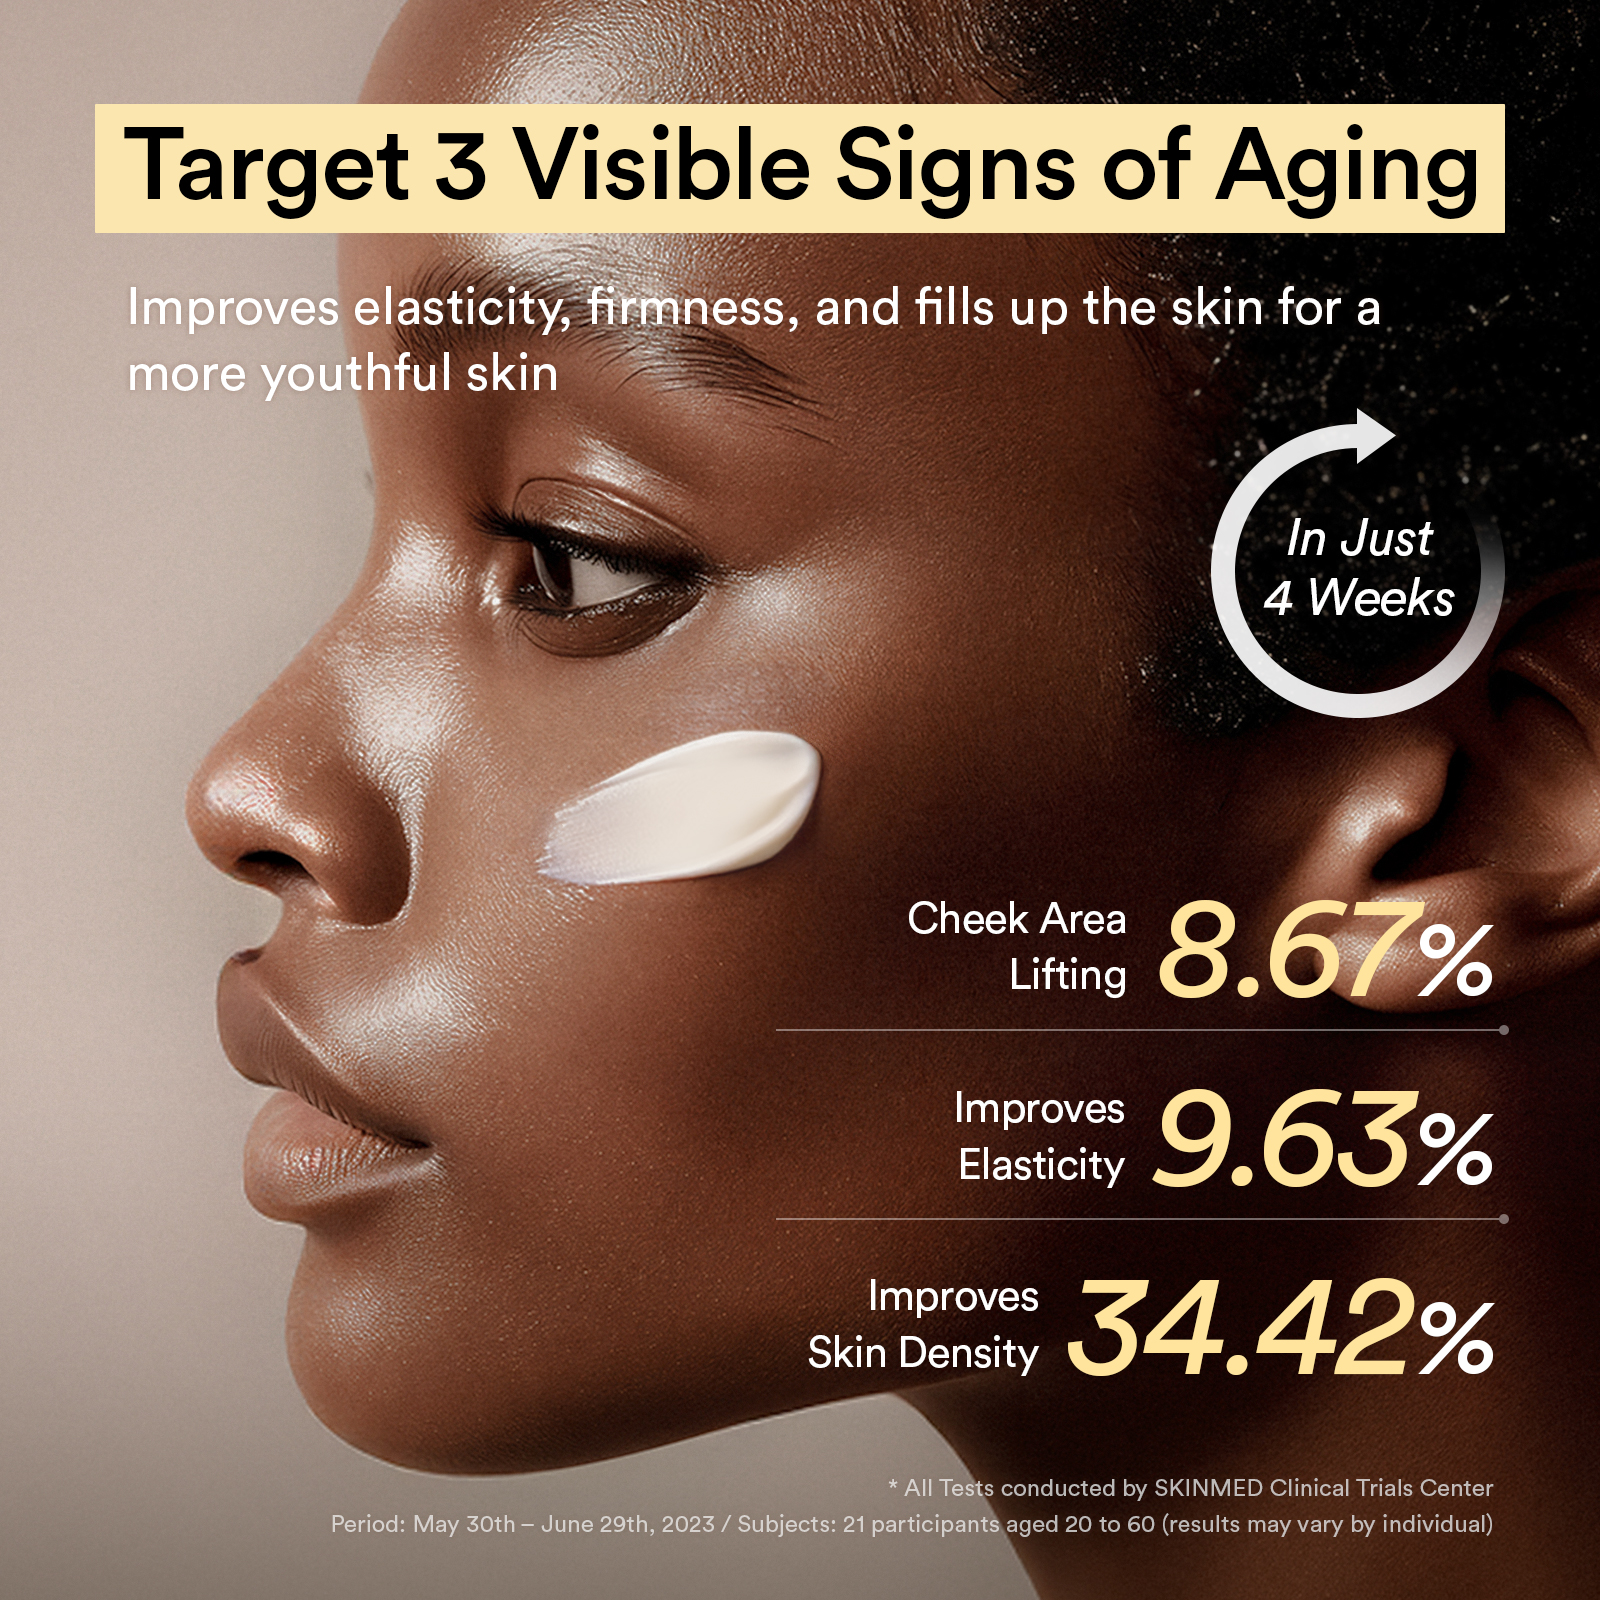 Target 3 Visible Signs of Aging
Improves elasticity, firmness, and fills up the skin for a
more youthful skin
In Just
4 Weeks
Cheek Area
Lifting
8.67%
Improves
Elasticity
9.63%
Improves
Skin Density
34.42%
* All Tests conducted by SKINMED Clinical Trials Center
Period: May 30th – June 29th, 2023 / Subjects: 21 participants aged 20 to 60 (results may vary by individual)